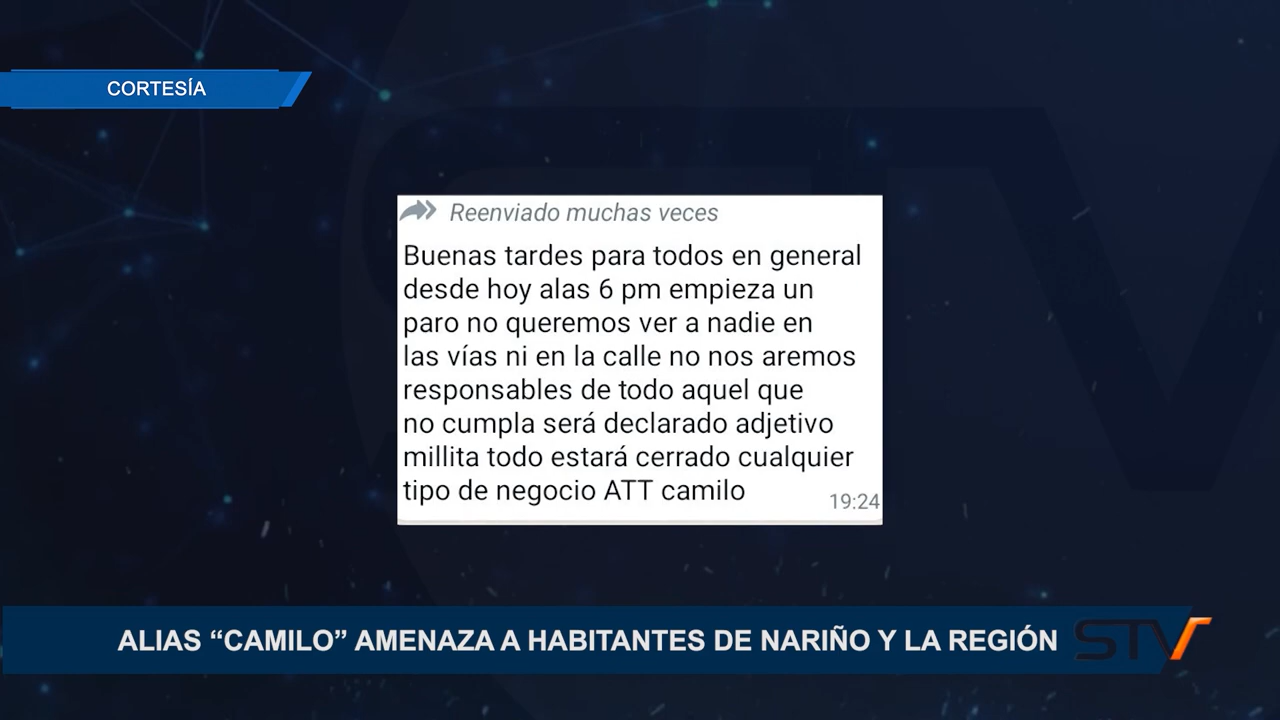 CORTESÍA
Reenviado muchas veces
Buenas tardes para todos en general
desde hoy alas 6 pm empieza un
paro no queremos ver a nadie en
las vías ni en la calle no nos aremos
responsables de todo aquel que
no cumpla será declarado adjetivo
millita todo estará cerrado cualquier
tipo de negocio ATT camilo
19:24
ALIAS “CAMILO” AMENAZA A HABITANTES DE NARIÑO Y LA REGIÓN
STV